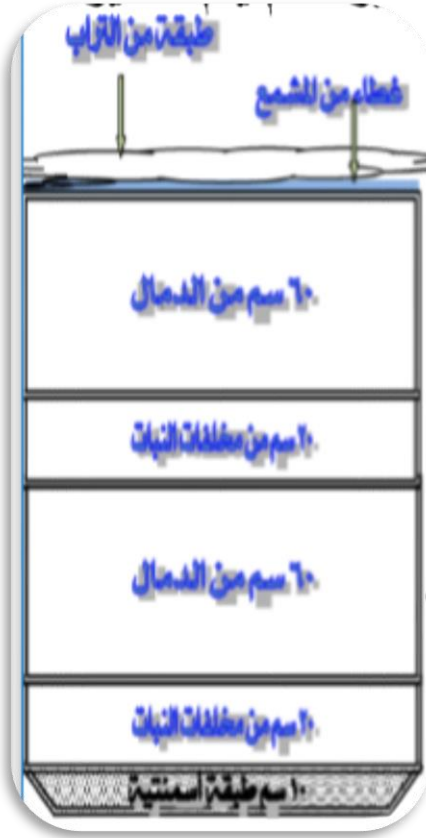 طبقة من التراب
غطاء من المشمع
٦٠ سم من الدمال
٢٠ سم من مخلفات النبات
٦٠ سم من الدمال
٢٠ سم من مخلفات النبات
١٠ سم طبقة أسمنتية